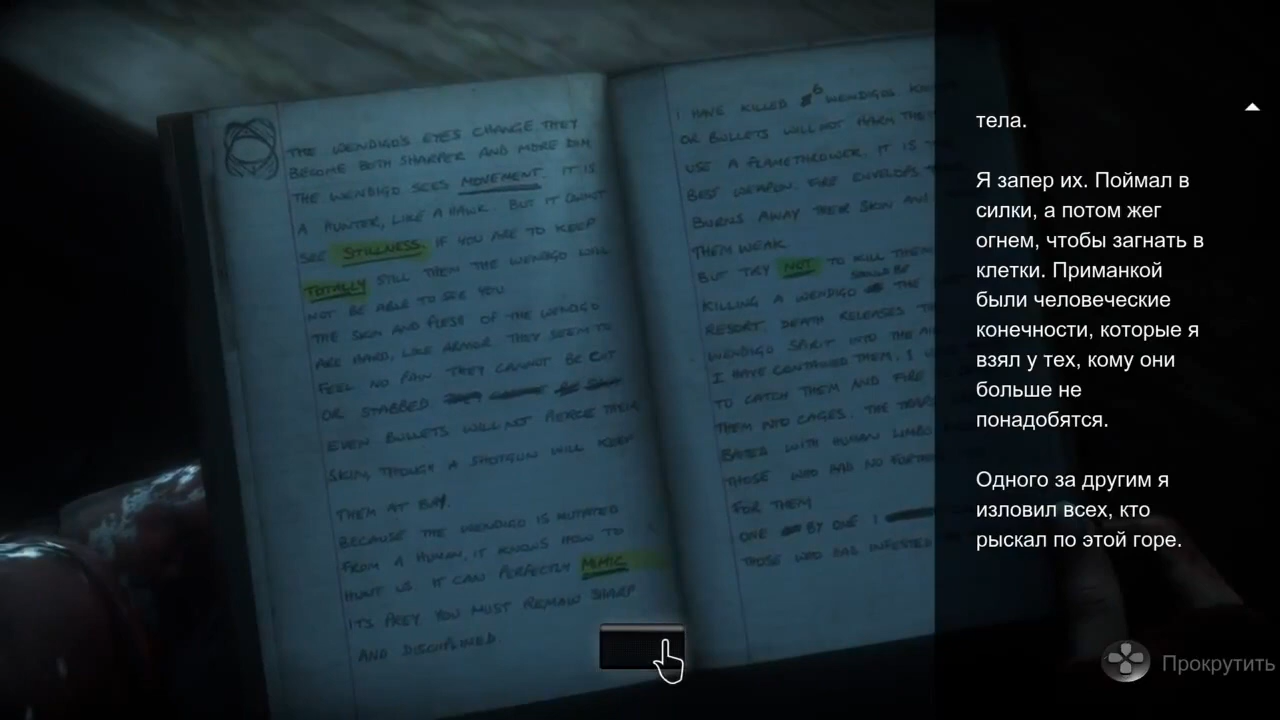 THE WENDIGO'S EYES CHANGE. THEY
BECOME BOTH SHARPER AND MORE DIM.
THE WENDIGO SEES MOVEMENT. IT IS
A HUNTER, LIKE A HAWK. BUT IT
SEE STILLNESS. IF YOU ARE TO KEEP
TOTALLY STILL THEN THE WENDIGO WILL
NOT BE ABLE TO SEE YOU.
THE SKIN AND FLESH OF THE WENDIGO
ARE HARD, LIKE ARMOR. THEY SEEM TO
FEEL NO PAIN. THEY CANNOT BE CUT
OR STABBED
EVEN BULLETS WILL NOT PIERCE THEIR
SKIN, THOUGH A SHOTGUN WILL KEEP
THEM AT BAY.
BECAUSE THE WENDIGO IS MUTATED
FROM A HUMAN, IT KNOWS HOW TO
HUNT US. IT CAN PERFECTLY MIMIC
ITS PREY. YOU MUST REMAIN SHARP
AND DISCIPLINED.
I HAVE KILLED 6 WENDIGOS
OR BULLETS WILL NOT HARM
USE A FLAMETHROWER. IT IS
BEST WEAPON. FIRE ENVELOPS
BURNS AWAY THEIR SKIN
THEM WEAK.
BUT TRY NOT TO KILL THEM
KILLING A WENDIGO SHOULD BE THE
RESORT. DEATH RELEASES
WENDIGO SPIRIT INTO THE
I HAVE CONTAINED THEM. I
TO CATCH THEM AND FIRE
THEM INTO CAGES. THE
BAITED WITH HUMAN LIMBS
THOSE WHO HAD NO
FOR THEM
ONE BY ONE I
THOSE WHO HAD INFESTED
тела.
Я запер их. Поймал в
силки, а потом жег
огнем, чтобы загнать в
клетки. Приманкой
были человеческие
конечности, которые я
взял у тех, кому они
больше не
понадобятся.
Одного за другим я
изловил всех, кто
рыскал по этой горе.
Прокрутить